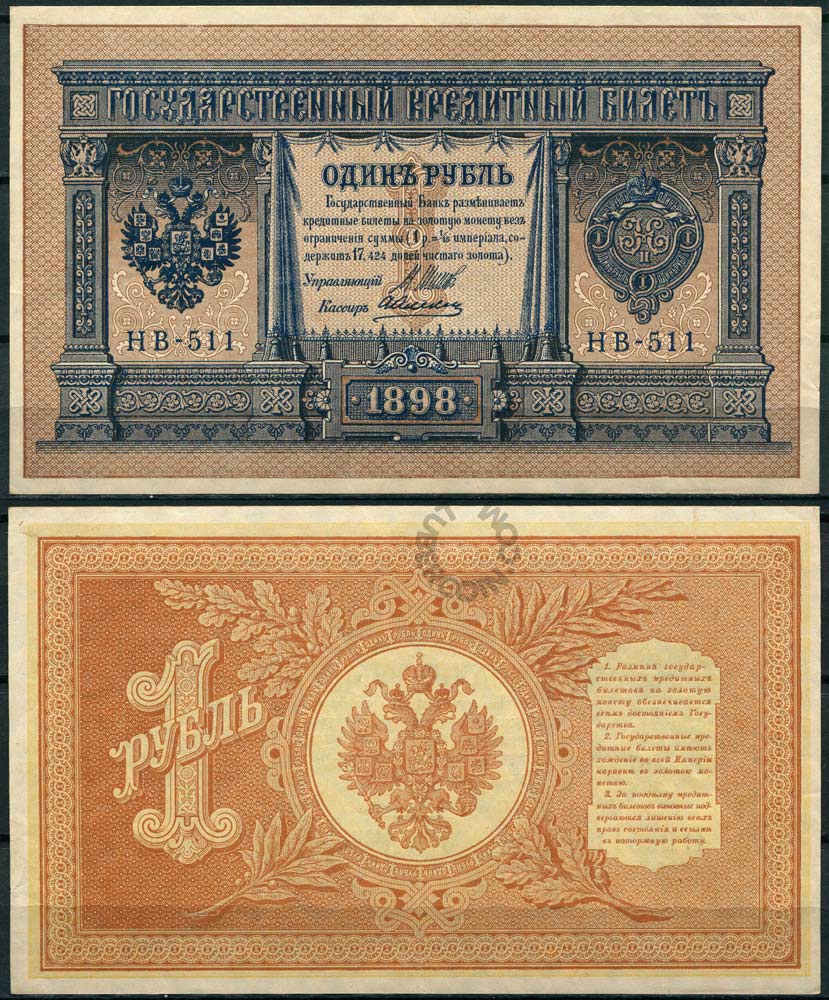 ГОСУДАРСТВЕННЫЙ КРЕДИТНЫЙ БИЛЕТЪ
ОДИНЪ РУБЛЬ
Государственный Банкъ размѣниваетъ
кредитные билеты на золотую монету безъ
ограниченія суммы (1 р. = 1/15 имперіала, со-
держитъ 17,424 долей чистаго золота).
Управляющій
Кассиръ
НВ-511
НВ-511
1898
1
РУБЛЬ
1. Размѣнъ государ-
ственныхъ кредитныхъ
билетовъ на золотую
монету обезпечивается
всѣмъ достояніемъ Госу-
дарства.
2. Государственные кре-
дитные билеты имѣютъ
хожденіе во всей Имперіи
наравнѣ съ золотою мо-
нетою.
3. За поддѣлку кредит-
ныхъ билетовъ виновные под-
вергаются лишенію всѣхъ
правъ состоянія и ссылкѣ
въ каторжную работу.